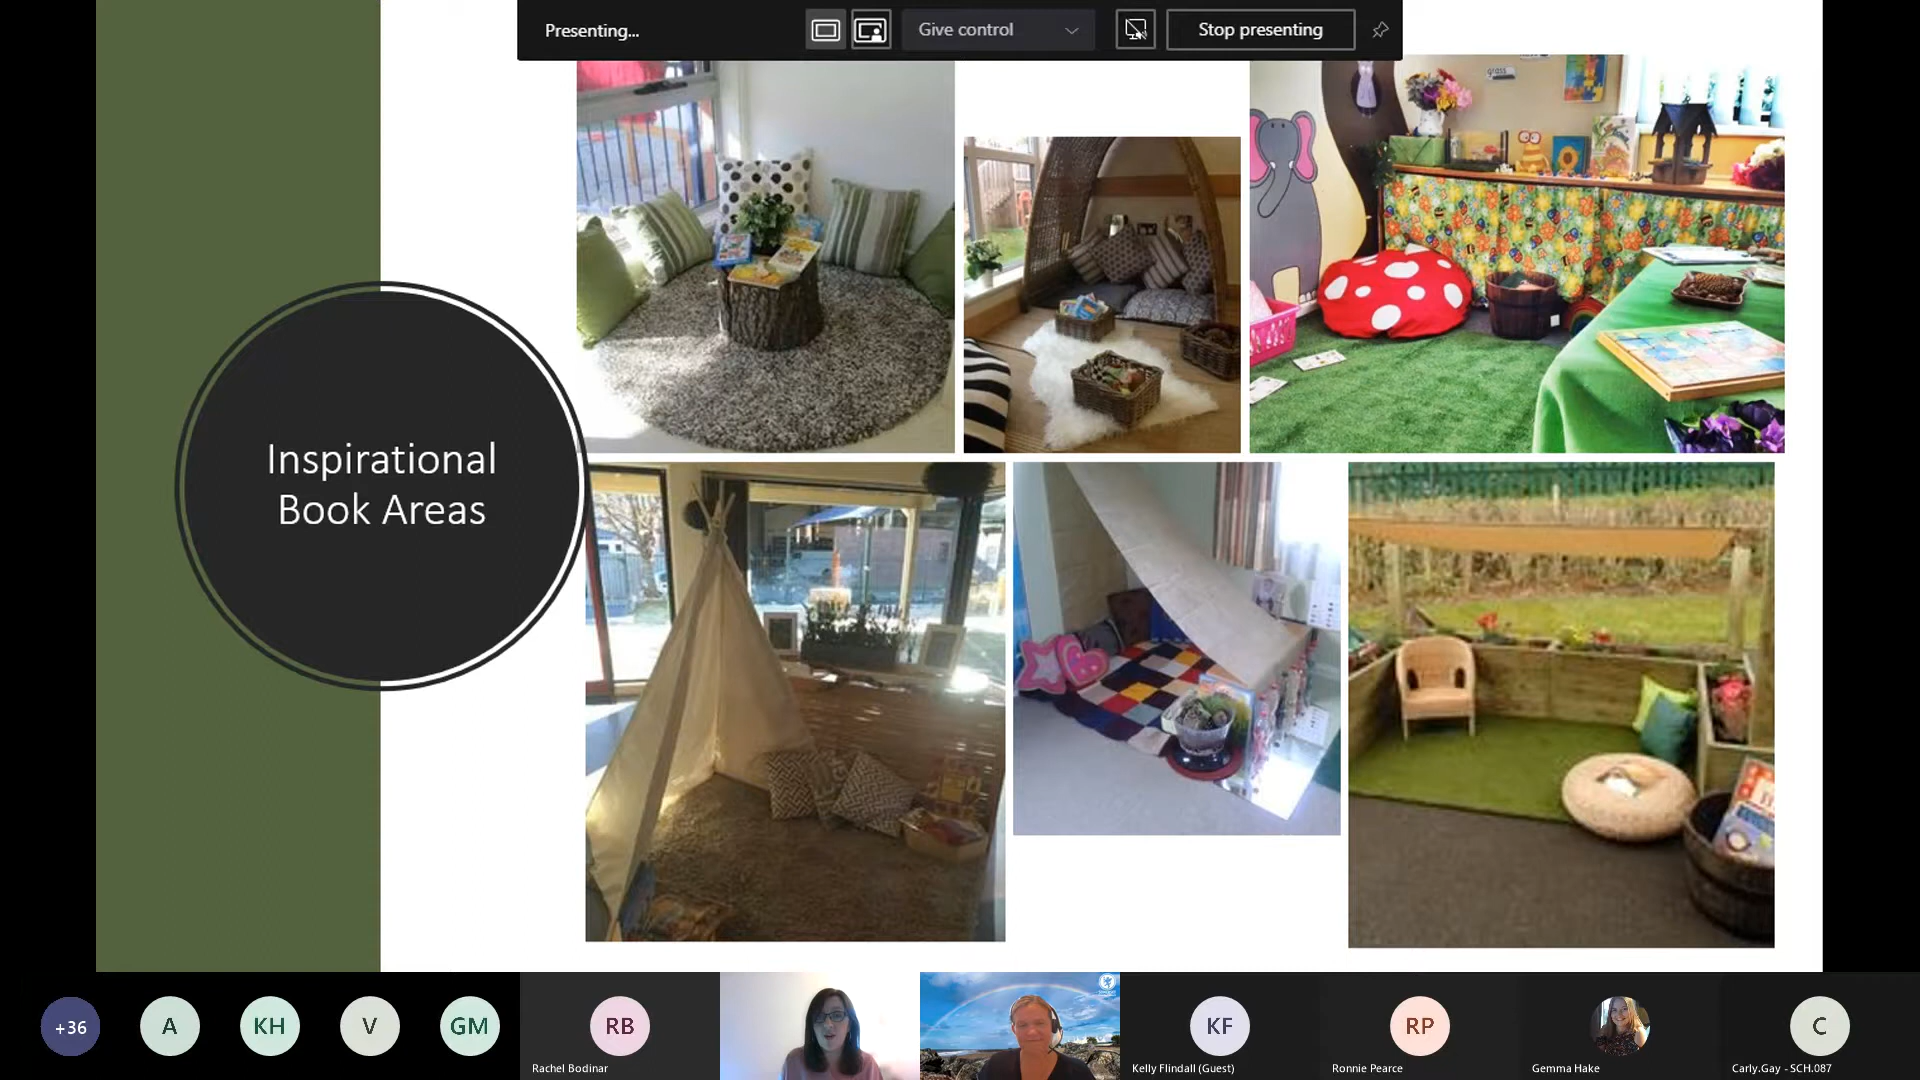 Presenting...
Give control
Stop presenting
grass
Inspirational
Book Areas
+36
A
KH
V
GM
RB
KF
RP
C
Rachel Bodinar
Kelly Flindall (Guest)
Ronnie Pearce
Gemma Hake
Carly.Gay - SCH.087